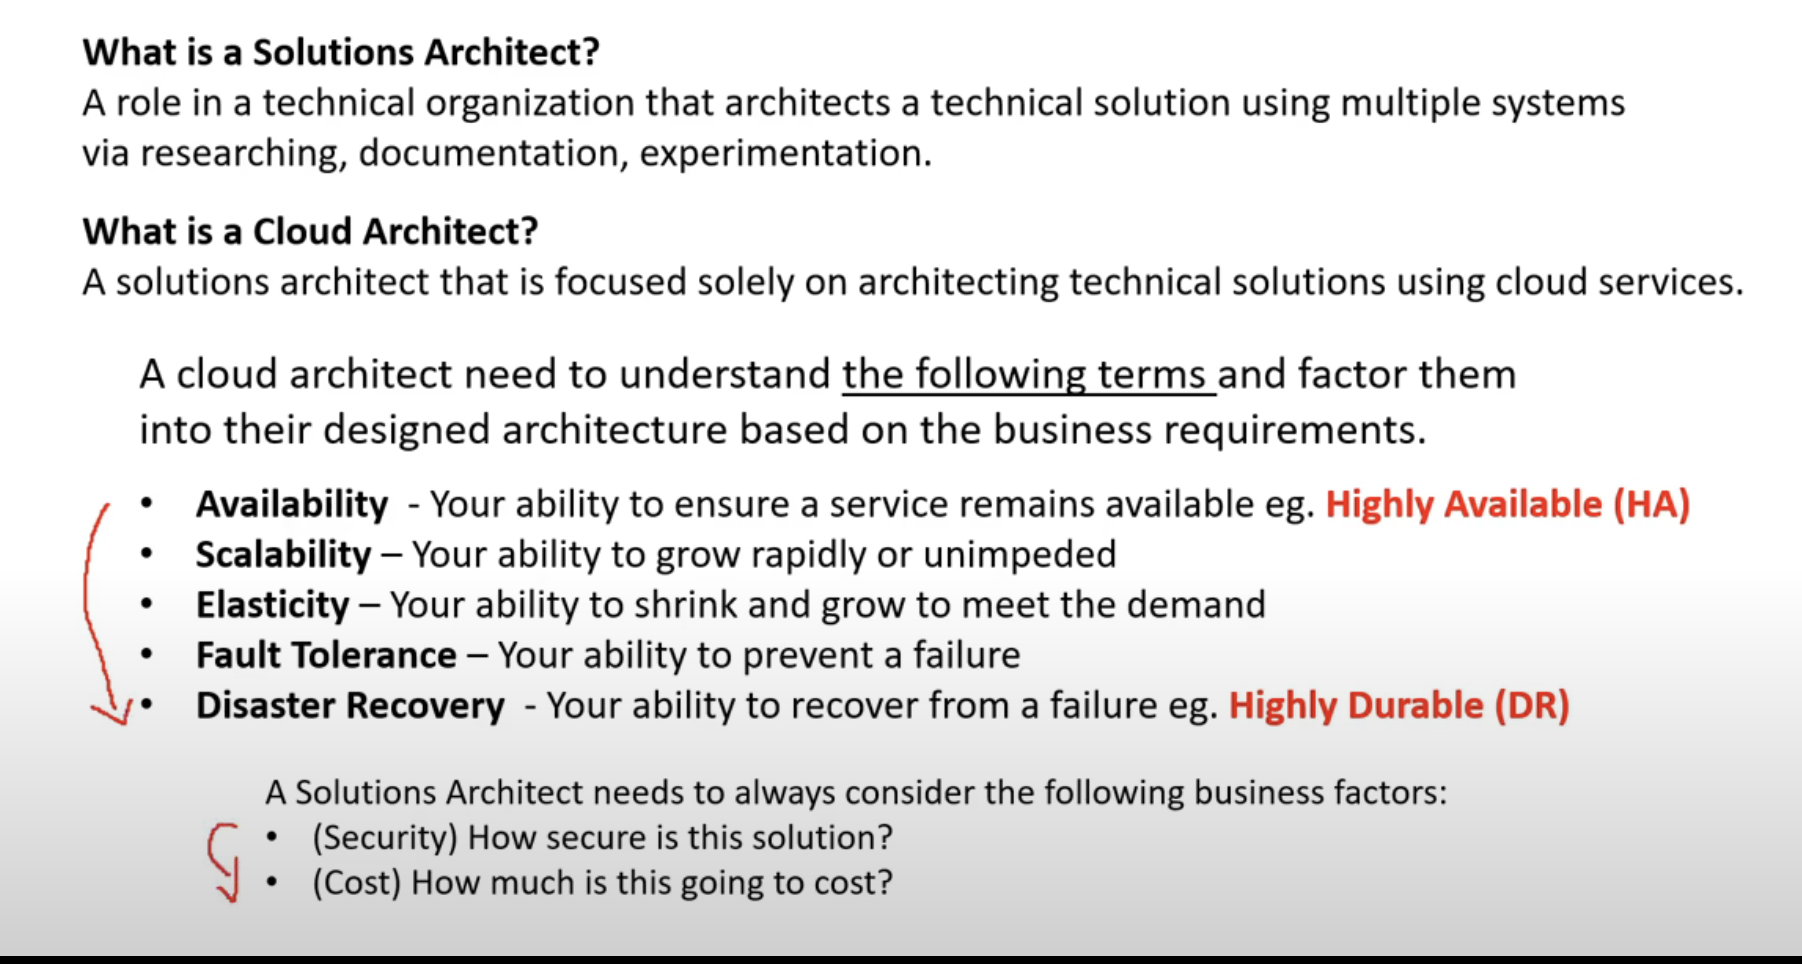 What is a Solutions Architect?
A role in a technical organization that architects a technical solution using multiple systems
via researching, documentation, experimentation.
What is a Cloud Architect?
A solutions architect that is focused solely on architecting technical solutions using cloud services.
A cloud architect need to understand the following terms and factor them
into their designed architecture based on the business requirements.
• Availability - Your ability to ensure a service remains available eg. Highly Available (HA)
• Scalability – Your ability to grow rapidly or unimpeded
• Elasticity – Your ability to shrink and grow to meet the demand
• Fault Tolerance – Your ability to prevent a failure
• Disaster Recovery - Your ability to recover from a failure eg. Highly Durable (DR)
A Solutions Architect needs to always consider the following business factors:
• (Security) How secure is this solution?
• (Cost) How much is this going to cost?